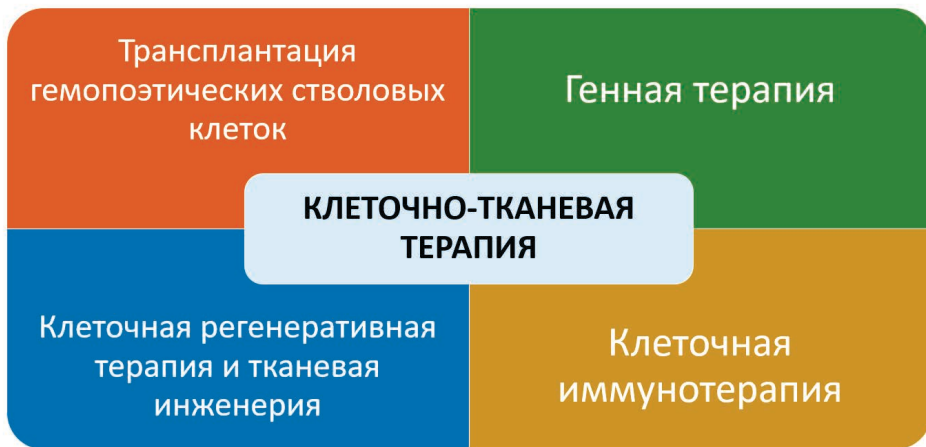 Трансплантация
гемопоэтических стволовых
клеток
Генная терапия
КЛЕТОЧНО-ТКАНЕВАЯ
ТЕРАПИЯ
Клеточная регенеративная
терапия и тканевая
инженерия
Клеточная
иммунотерапия